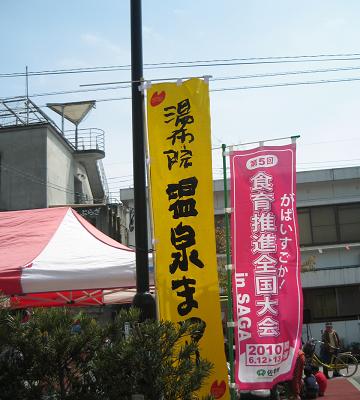 湯布院
温泉まつり
第5回
食育推進全国大会
がばいすごか!
in SAGA
2010
6.12